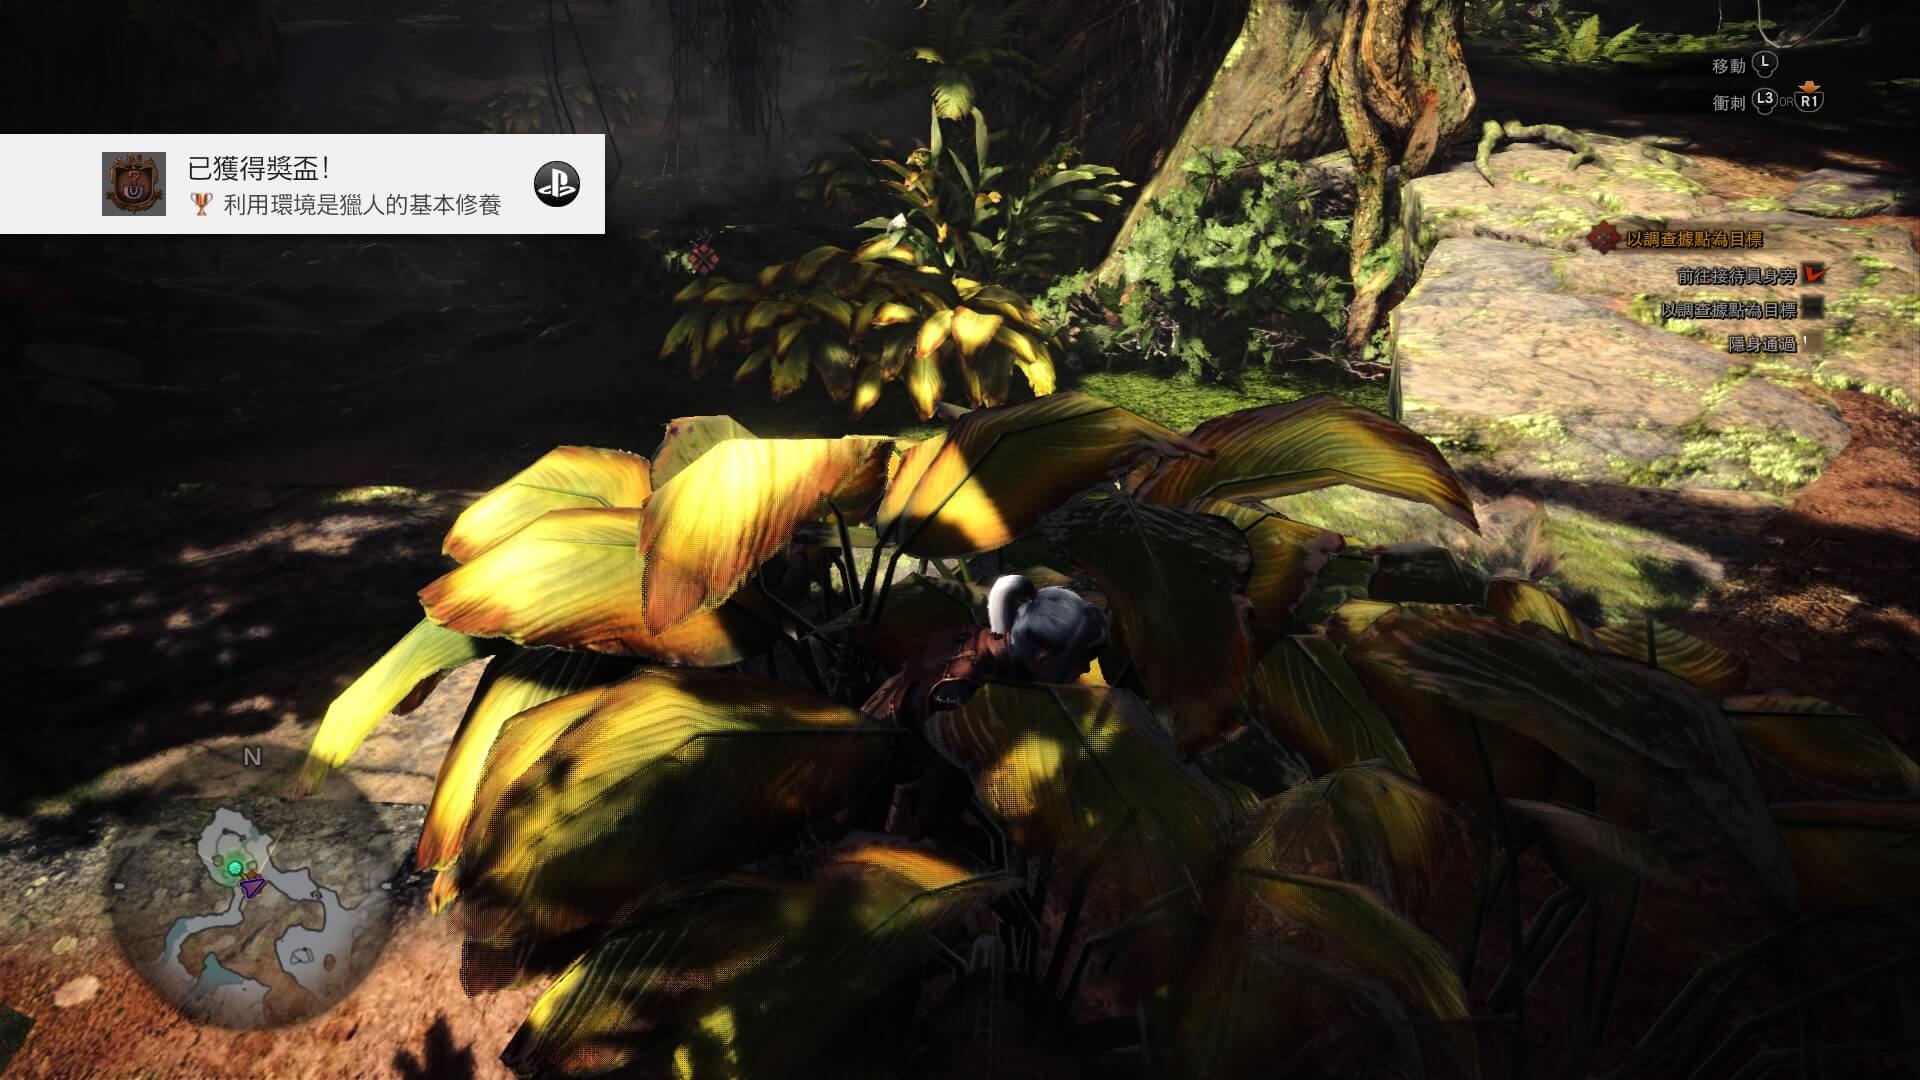 移動 L
衝刺 L3 OR R1
已獲得獎盃！
利用環境是獵人的基本修養
以調查據點為目標
前往接待員身旁
以調查據點為目標
隱身通過
N